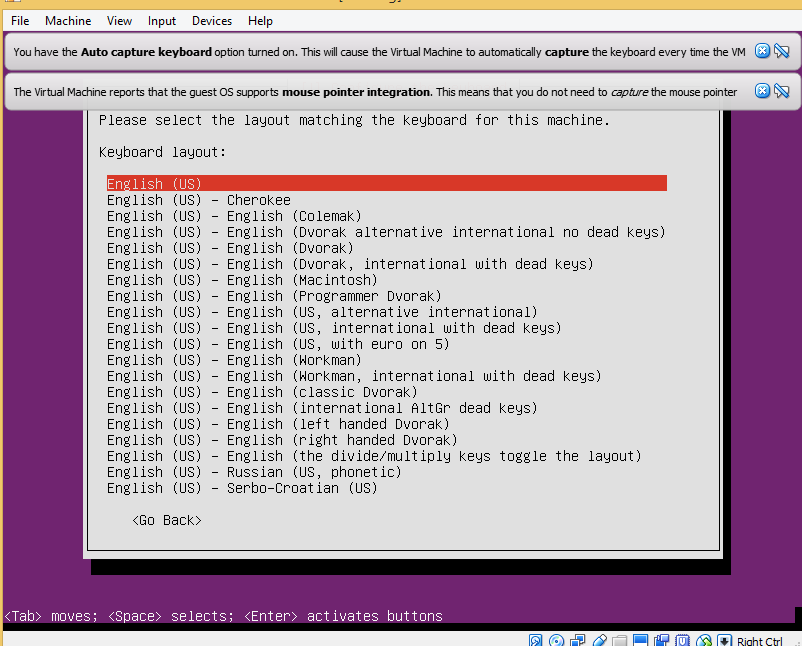 File Machine View Input Devices Help
You have the Auto capture keyboard option turned on. This will cause the Virtual Machine to automatically capture the keyboard every time the VM
The Virtual Machine reports that the guest OS supports mouse pointer integration. This means that you do not need to capture the mouse pointer
Please select the layout matching the keyboard for this machine.
Keyboard layout:
English (US)
English (US) - Cherokee
English (US) - English (Colemak)
English (US) - English (Dvorak alternative international no dead keys)
English (US) - English (Dvorak)
English (US) - English (Dvorak, international with dead keys)
English (US) - English (Macintosh)
English (US) - English (Programmer Dvorak)
English (US) - English (US, alternative international)
English (US) - English (US, international with dead keys)
English (US) - English (US, with euro on 5)
English (US) - English (Workman)
English (US) - English (Workman, international with dead keys)
English (US) - English (classic Dvorak)
English (US) - English (international AltGr dead keys)
English (US) - English (left handed Dvorak)
English (US) - English (right handed Dvorak)
English (US) - English (the divide/multiply keys toggle the layout)
English (US) - Russian (US, phonetic)
English (US) - Serbo-Croatian (US)
<Go Back>
<Tab> moves; <Space> selects; <Enter> activates buttons
Right Ctrl